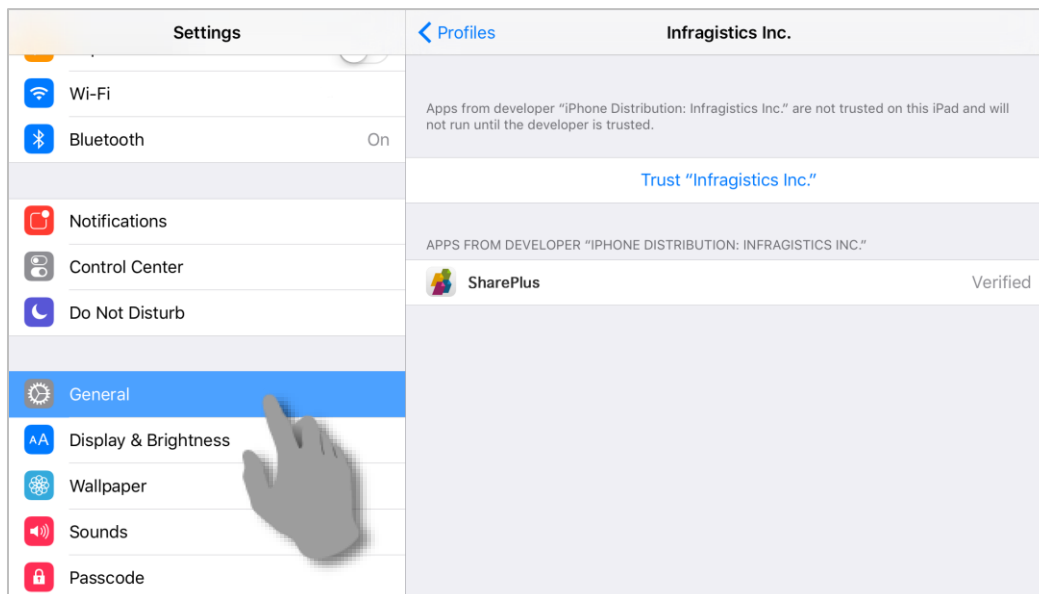 Settings
Wi-Fi
Bluetooth On
Notifications
Control Center
Do Not Disturb
General
AA Display & Brightness
Wallpaper
Sounds
Passcode
Profiles
Infragistics Inc.
Apps from developer “iPhone Distribution: Infragistics Inc.” are not trusted on this iPad and will
not run until the developer is trusted.
Trust “Infragistics Inc.”
APPS FROM DEVELOPER “IPHONE DISTRIBUTION: INFRAGISTICS INC.”
SharePlus Verified